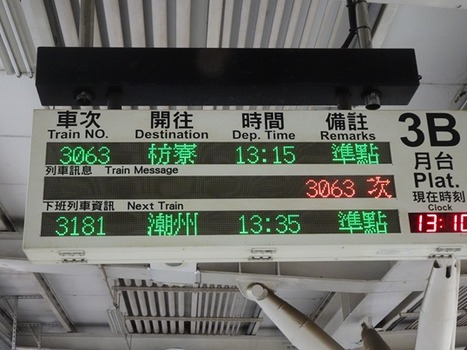 車次 開往 時間 備註 3B
Train NO. Destination Dep. Time Remarks
3063 枋寮 13:15 準點 月台
列車訊息 Train Message Plat.
3063 次 現在時刻
下班列車資訊 Next Train Clock
3181 潮州 13:35 準點 13:10